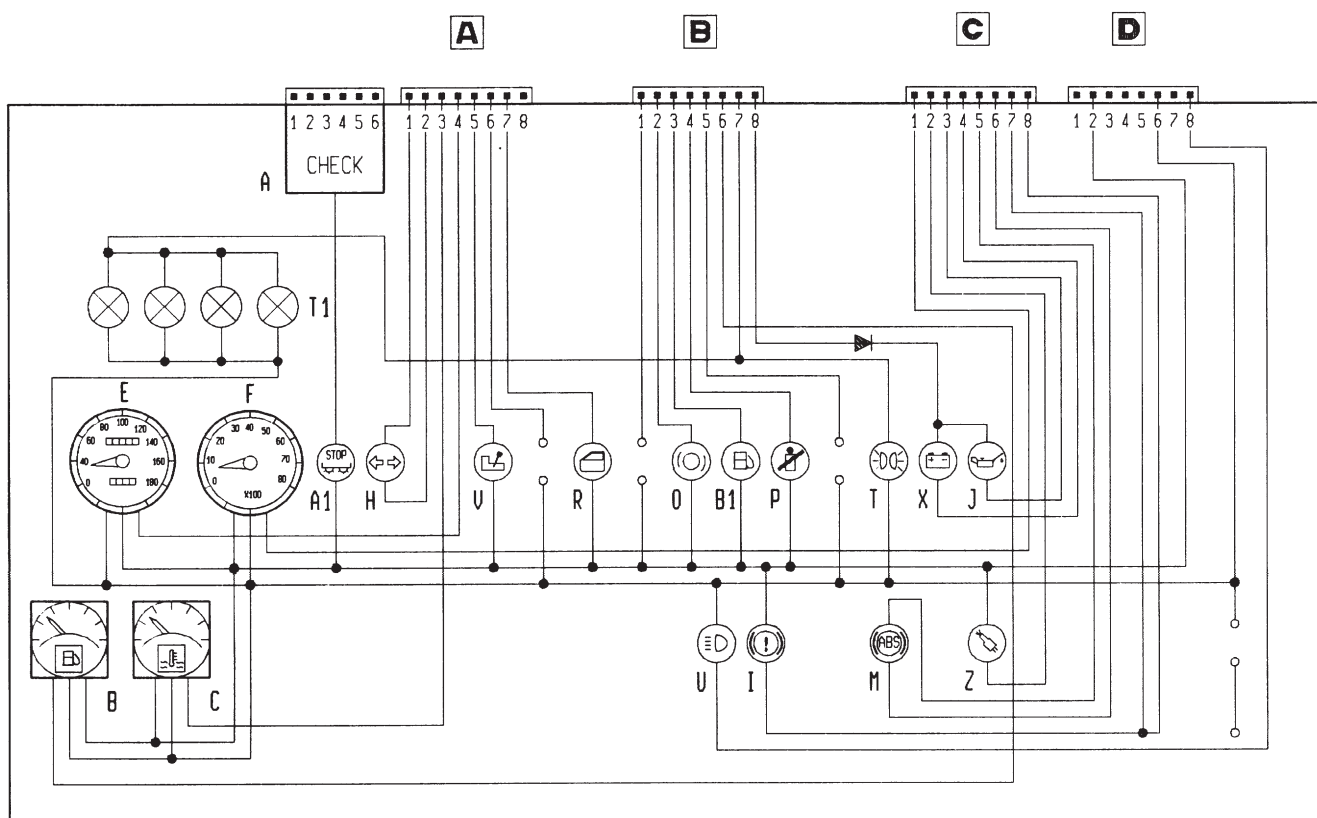 A B C D
1 2 3 4 5 6 1 2 3 4 5 6 7 8 1 2 3 4 5 6 7 8 1 2 3 4 5 6 7 8 1 2 3 4 5 6 7 8
CHECK
A
T1
E F
0 40 60 80 100 120 140 160 180
0 10 20 30 40 50 60 70 80
X100
STOP
A1 H V R O B1 P T X J
!
ABS
B C U I M Z